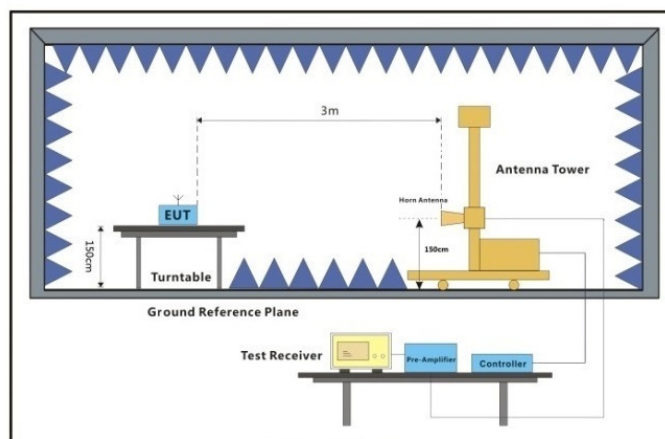 3m
Antenna Tower
Horn Antenna
EUT
150cm
150cm
Turntable
Ground Reference Plane
Test Receiver
Pre-Amplifier
Controller